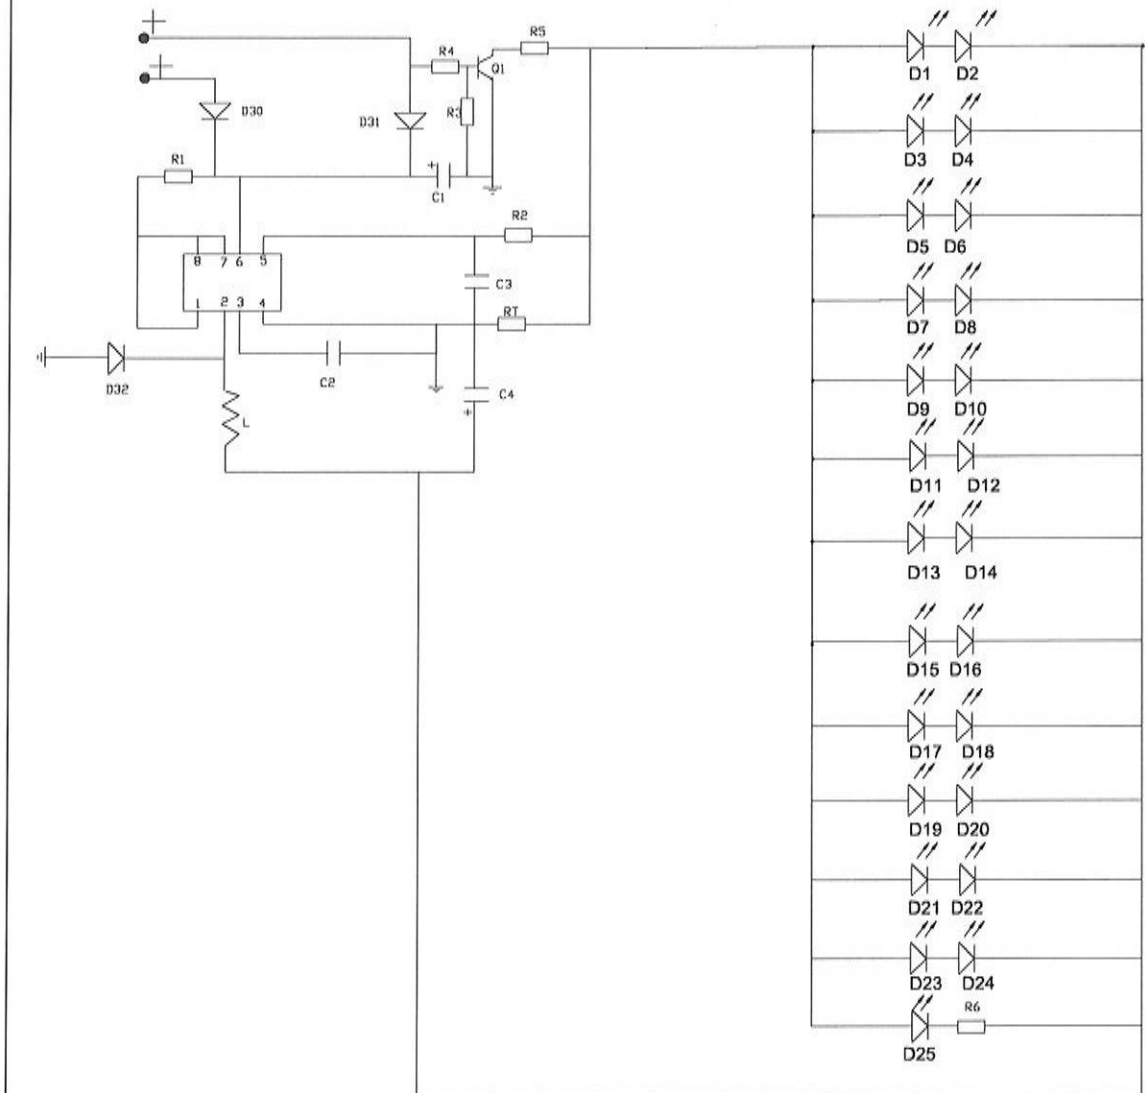 +
+
R5
R4
Q1
D1 D2
D30
D31
R3
D3 D4
R1
+
C1
R2
D5 D6
8 7 6 5
C3
1 2 3 4
RT
D7 D8
D32
C2
C4
+
L
D9 D10
D11 D12
D13 D14
D15 D16
D17 D18
D19 D20
D21 D22
D23 D24
R6
D25